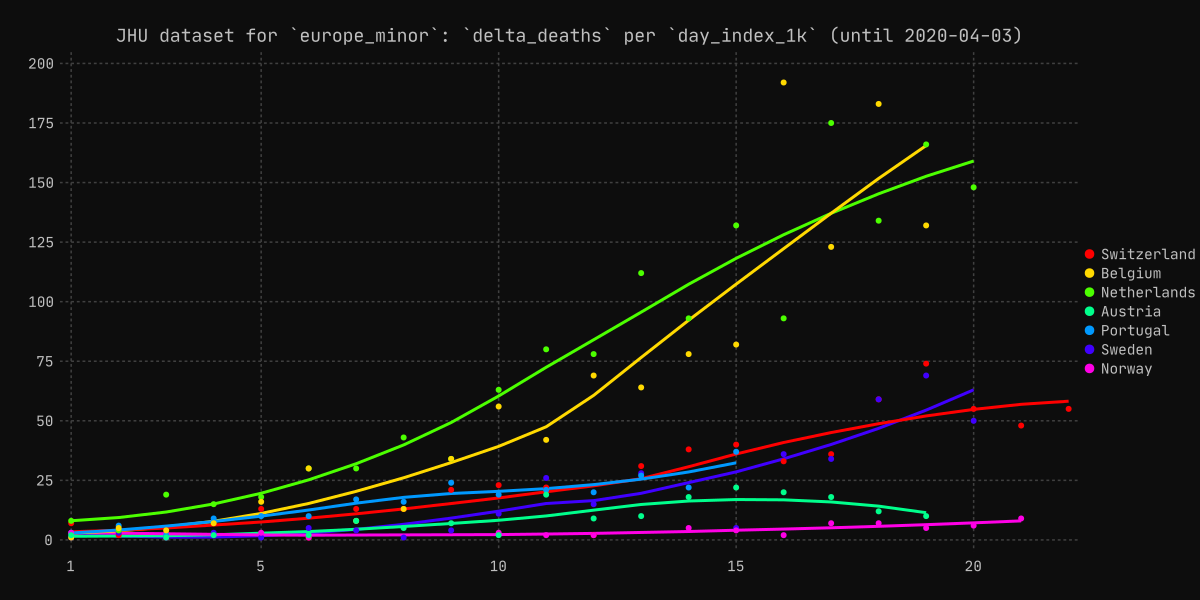 JHU dataset for `europe_minor`: `delta_deaths` per `day_index_1k` (until 2020-04-03)
200
175
150
125
100
75
50
25
0
1 5 10 15 20
Switzerland
Belgium
Netherlands
Austria
Portugal
Sweden
Norway